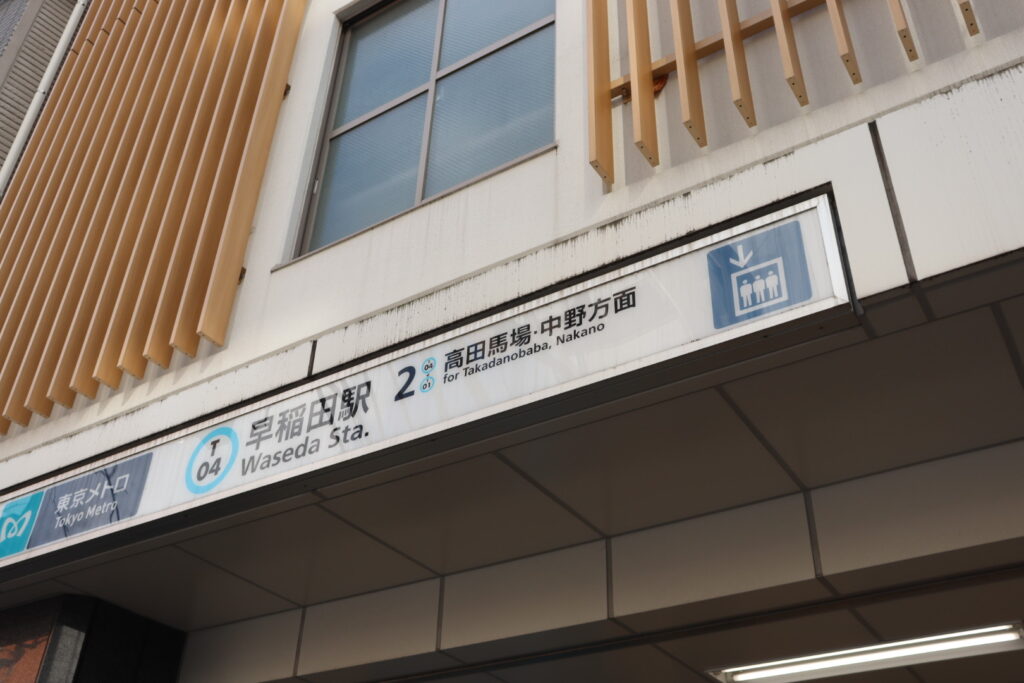 東京メトロ
Tokyo Metro
T
04
早稲田駅
Waseda Sta.
2
04
01
高田馬場·中野方面
for Takadanobaba, Nakano